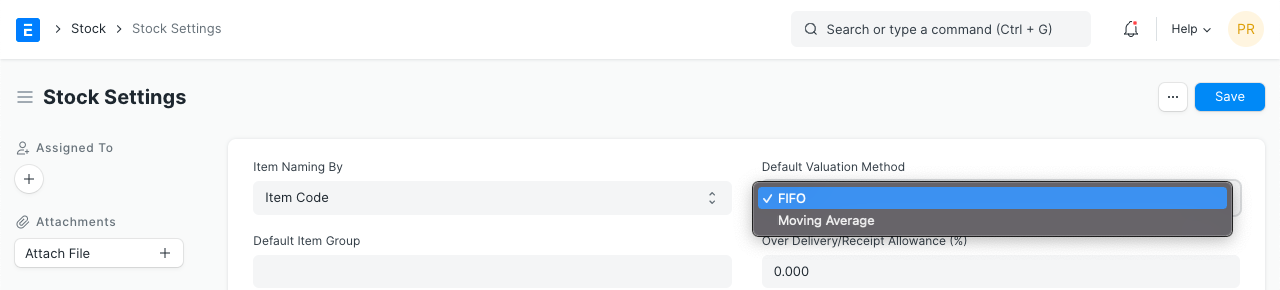 E
Stock
Stock Settings
Search or type a command (Ctrl + G)
Help
PR
Stock Settings
...
Save
Assigned To
+
Attachments
Attach File +
Item Naming By
Item Code
Default Item Group
Default Valuation Method
✓ FIFO
Moving Average
Over Delivery/Receipt Allowance (%)
0.000